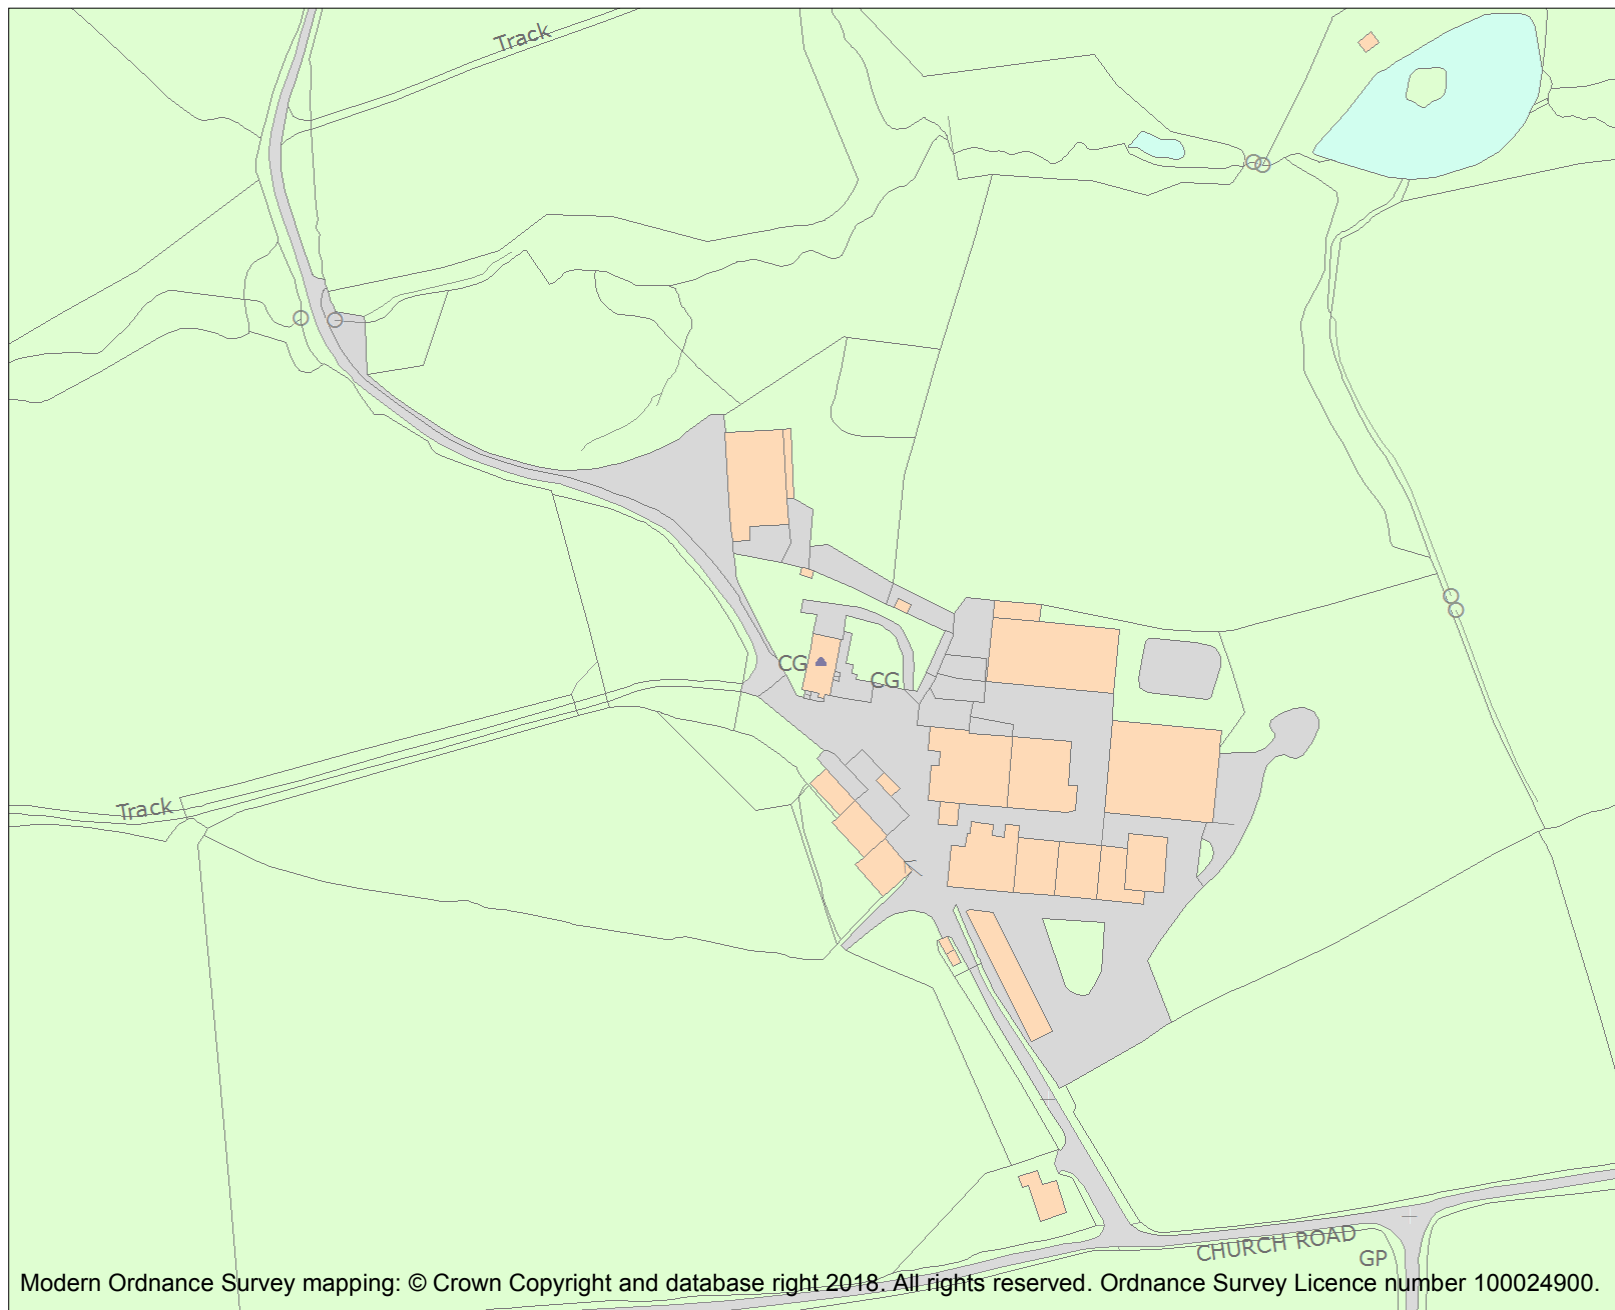 Track
CG
CG
Track
CHURCH ROAD
GP
Modern Ordnance Survey mapping: © Crown Copyright and database right 2018. All rights reserved. Ordnance Survey Licence number 100024900.